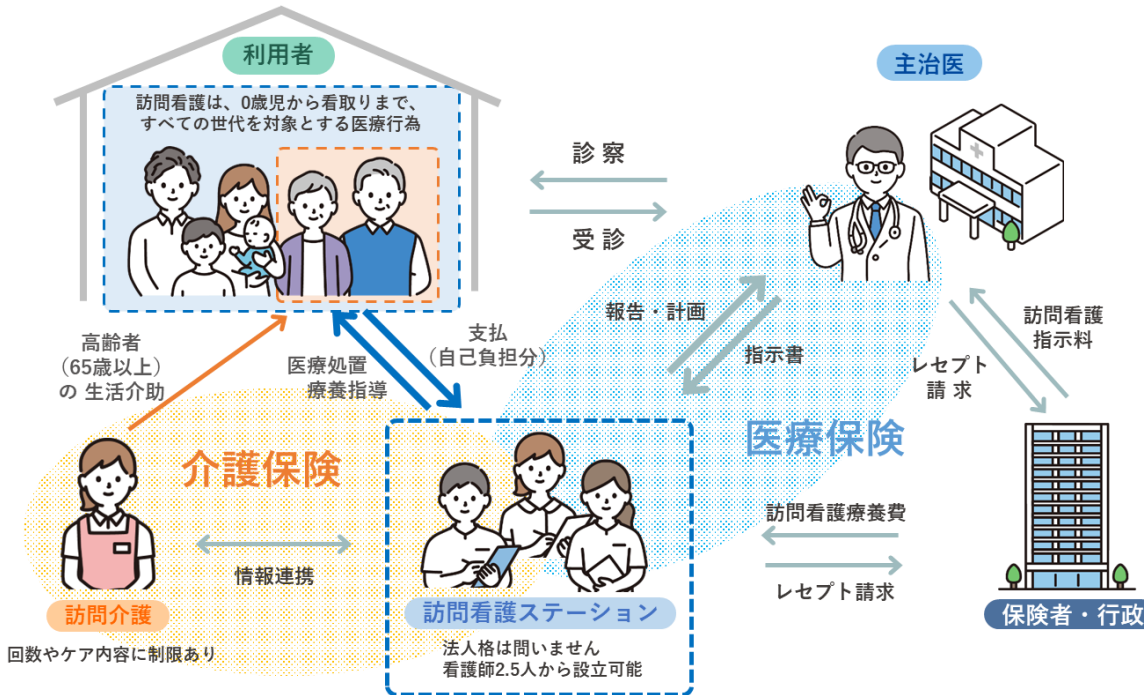 利用者
訪問看護は、0歳児から看取りまで、
すべての世代を対象とする医療行為
主治医
診 察
受 診
高齢者
（65歳以上）
の 生活介助
医療処置
療養指導
支払
（自己負担分）
報告・計画
指示書
訪問看護
指示料
レセプト
請 求
介護保険
医療保険
情報連携
訪問看護療養費
レセプト請求
訪問介護
回数やケア内容に制限あり
訪問看護ステーション
法人格は問いません
看護師2.5人から設立可能
保険者・行政